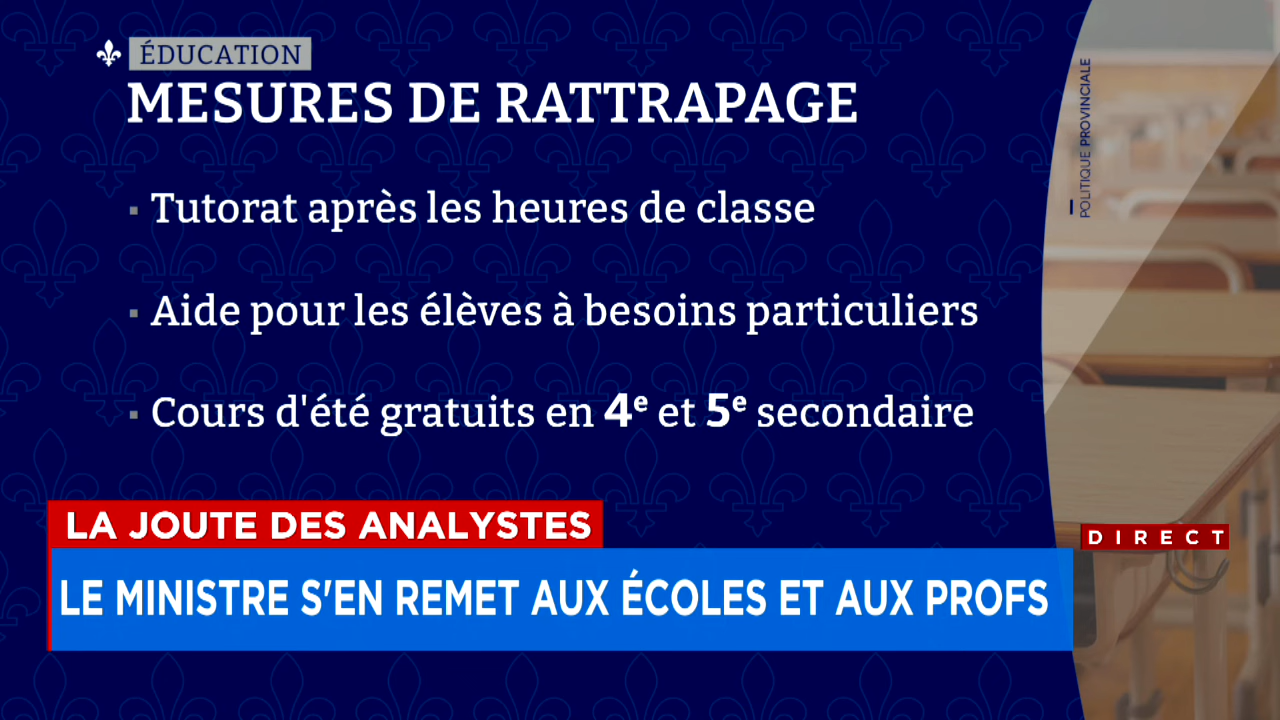 ÉDUCATION
MESURES DE RATTRAPAGE
POLITIQUE PROVINCIALE
▪ Tutorat après les heures de classe
▪ Aide pour les élèves à besoins particuliers
▪ Cours d'été gratuits en 4e et 5e secondaire
LA JOUTE DES ANALYSTES
DIRECT
LE MINISTRE S'EN REMET AUX ÉCOLES ET AUX PROFS